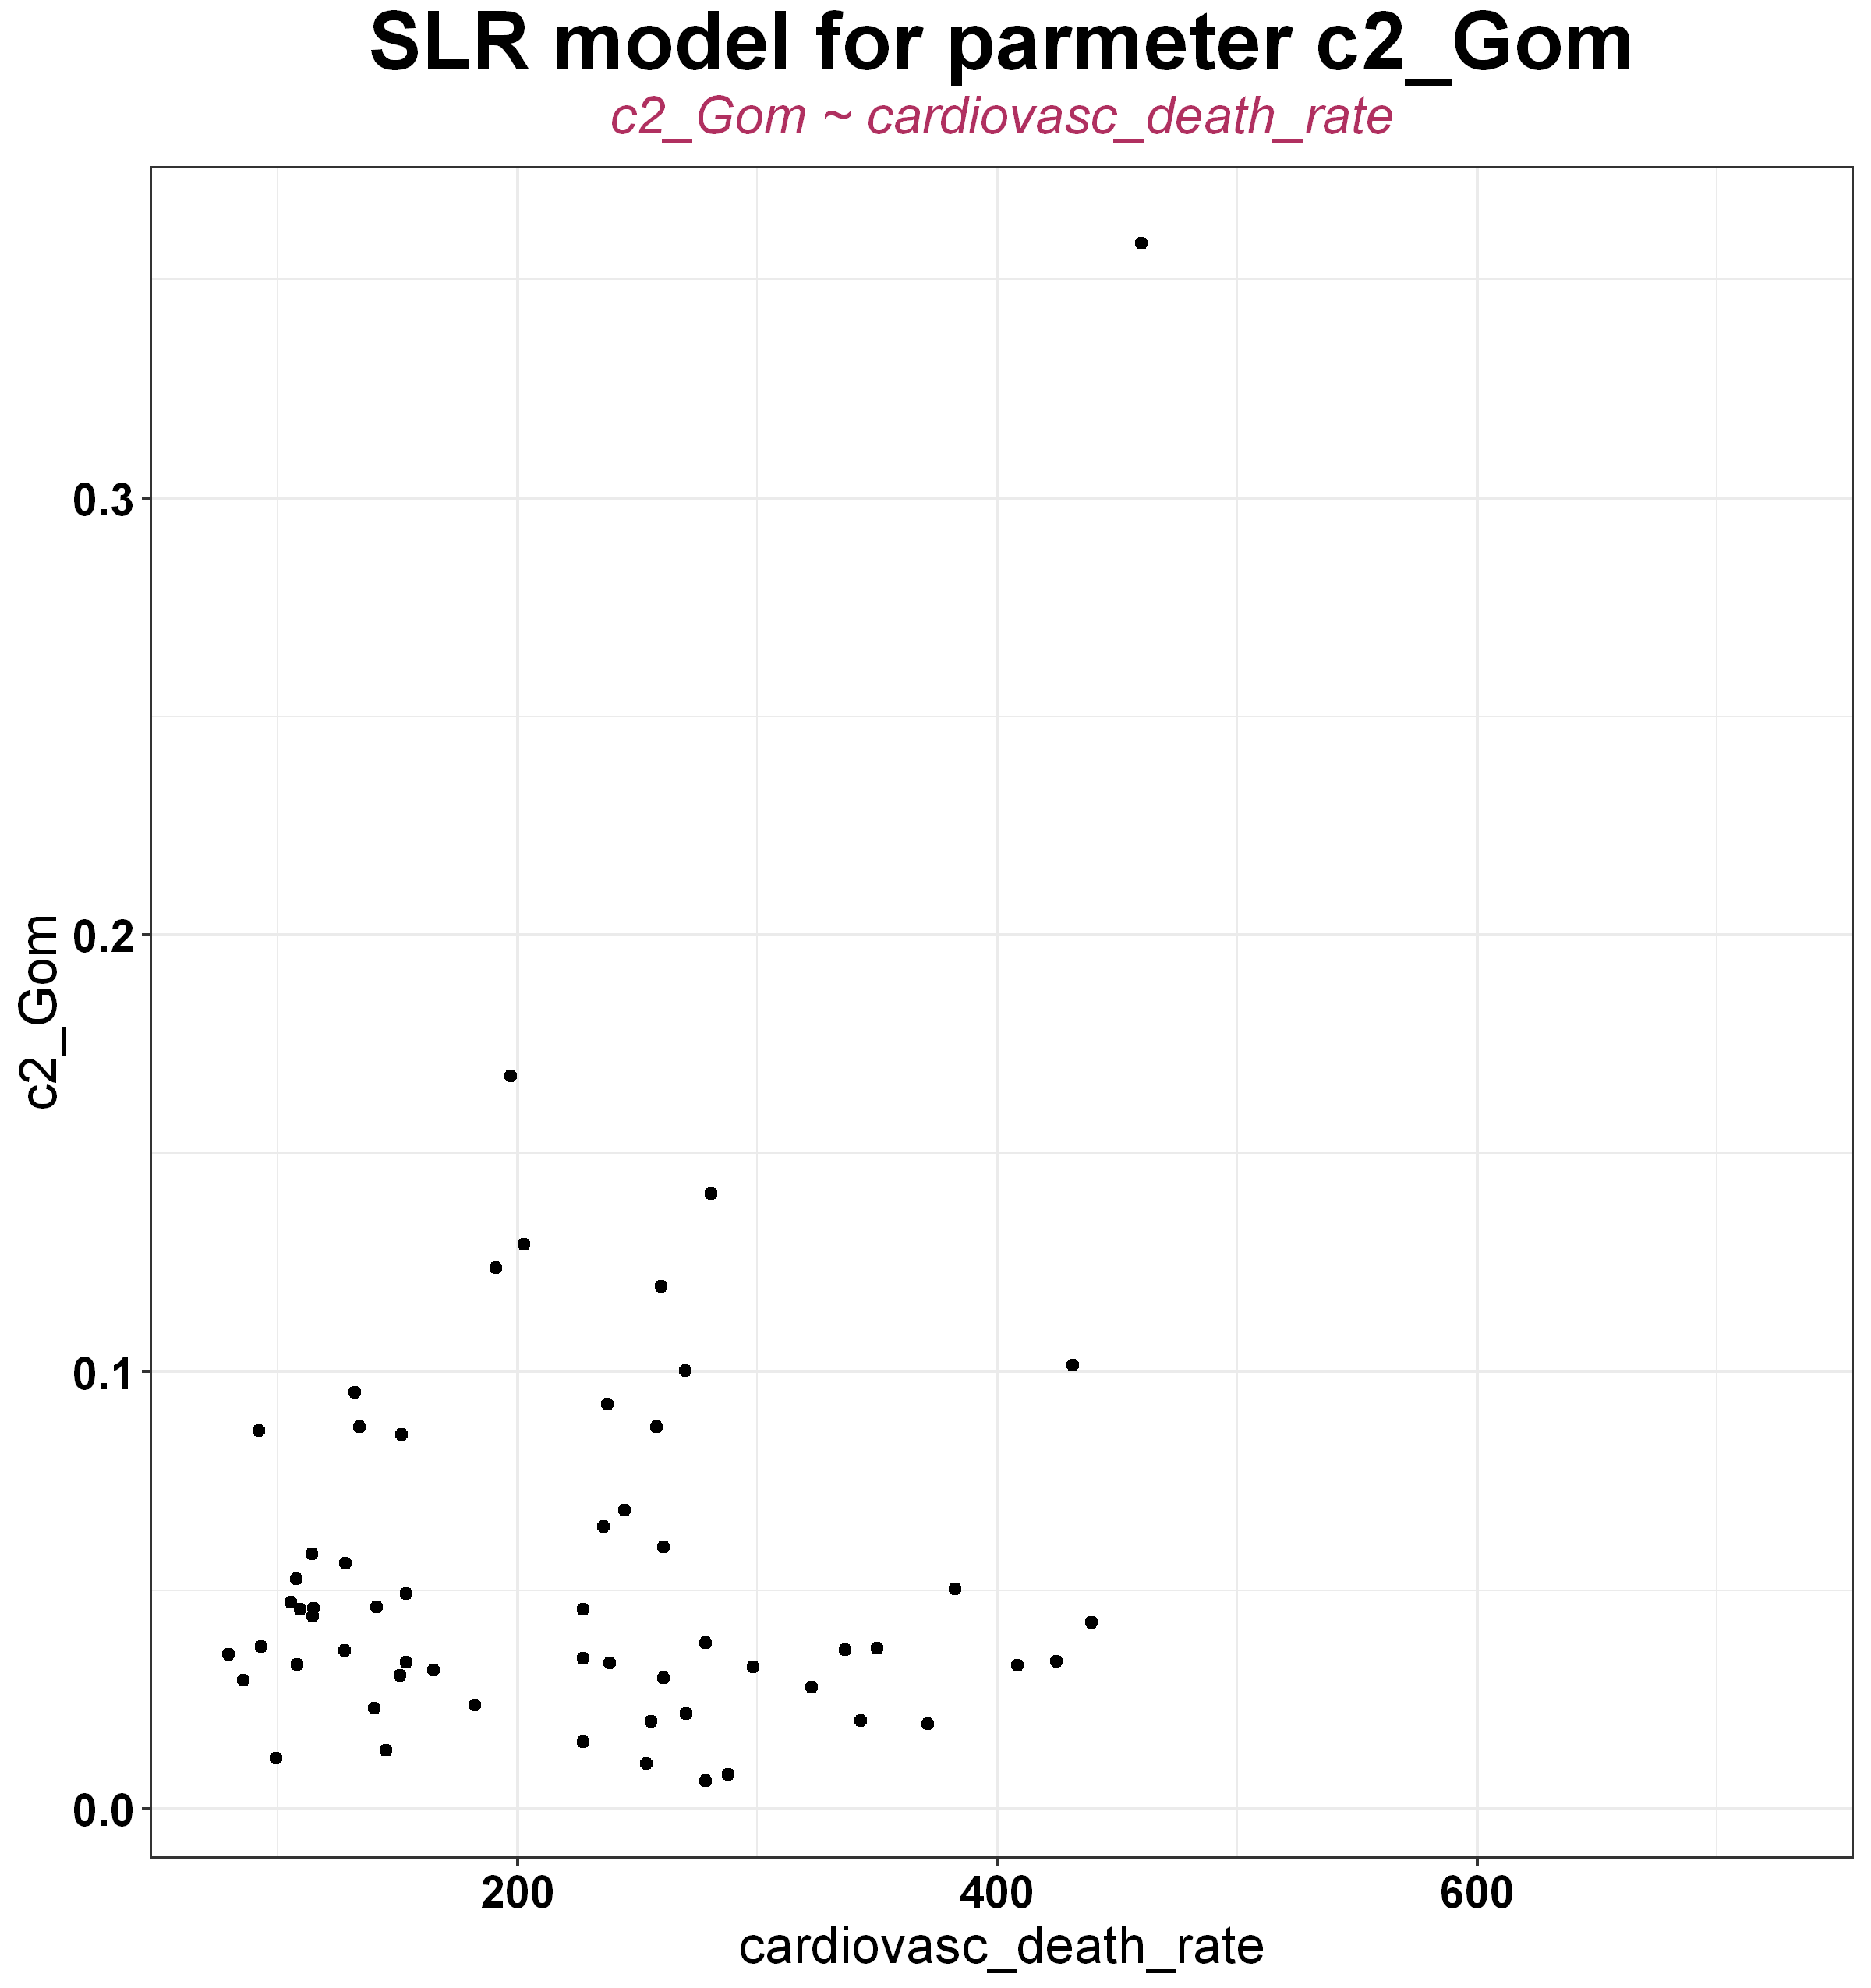 SLR model for parmeter c2_Gom
c2_Gom ~ cardiovasc_death_rate
0.3
0.2
0.1
0.0
c2_Gom
200 400 600
cardiovasc_death_rate